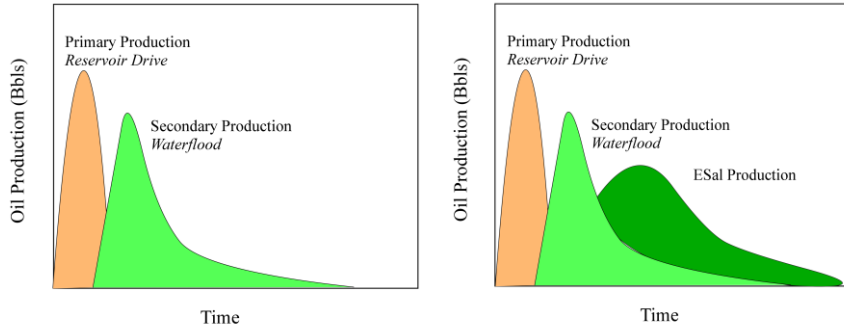 Primary Production
Reservoir Drive
Secondary Production
Waterflood
Oil Production (Bbls)
Time
Primary Production
Reservoir Drive
Secondary Production
Waterflood
ESal Production
Oil Production (Bbls)
Time